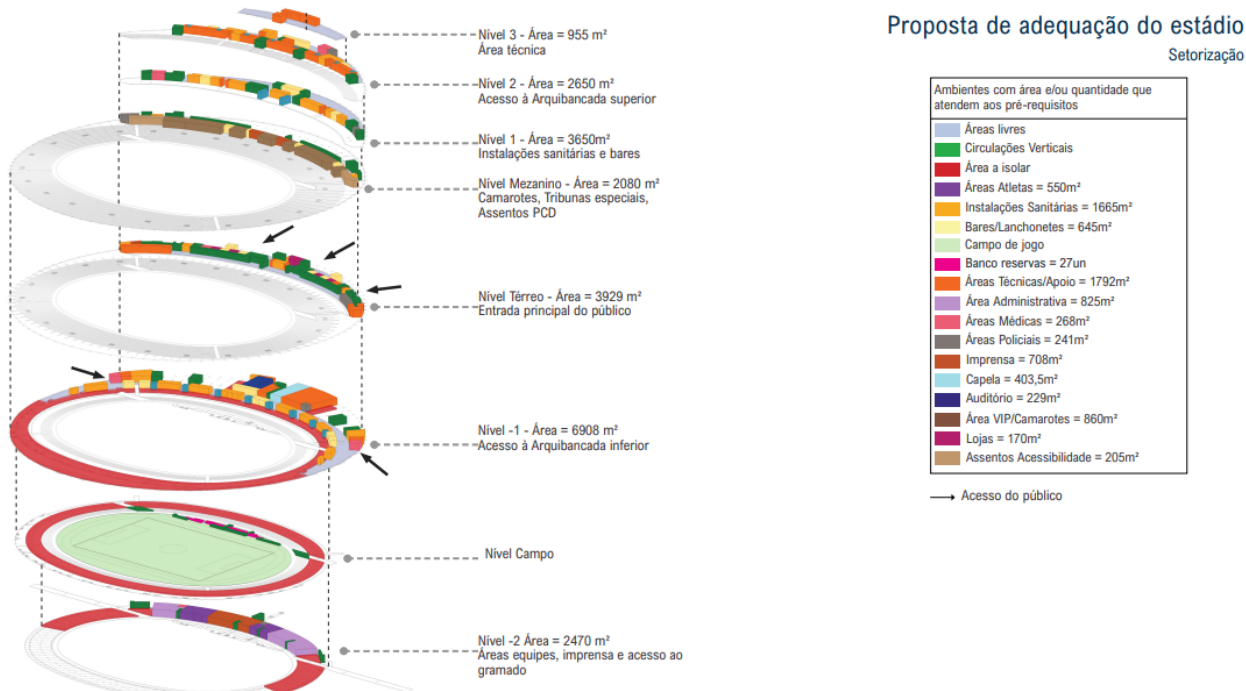 Proposta de adequação do estádio
Setorização
Nível 3 - Área = 955 m²
Área técnica
Nível 2 - Área = 2650 m²
Acesso à Arquibancada superior
Nível 1 - Área = 3650m²
Instalações sanitárias e bares
Nível Mezanino - Área = 2080 m²
Camarotes, Tribunas especiais,
Assentos PCD
Nível Térreo - Área = 3929 m²
Entrada principal do público
Nível -1 - Área = 6908 m²
Acesso à Arquibancada inferior
Nível Campo
Nível -2 Área = 2470 m²
Áreas equipes, imprensa e acesso ao
gramado
Ambientes com área e/ou quantidade que
atendem aos pré-requisitos
Áreas livres
Circulações Verticais
Área a isolar
Áreas Atletas = 550m²
Instalações Sanitárias = 1665m²
Bares/Lanchonetes = 645m²
Campo de jogo
Banco reservas = 27un
Áreas Técnicas/Apoio = 1792m²
Área Administrativa = 825m²
Áreas Médicas = 268m²
Áreas Policiais = 241m²
Imprensa = 708m²
Capela = 403,5m²
Auditório = 229m²
Área VIP/Camarotes = 860m²
Lojas = 170m²
Assentos Acessibilidade = 205m²
Acesso do público